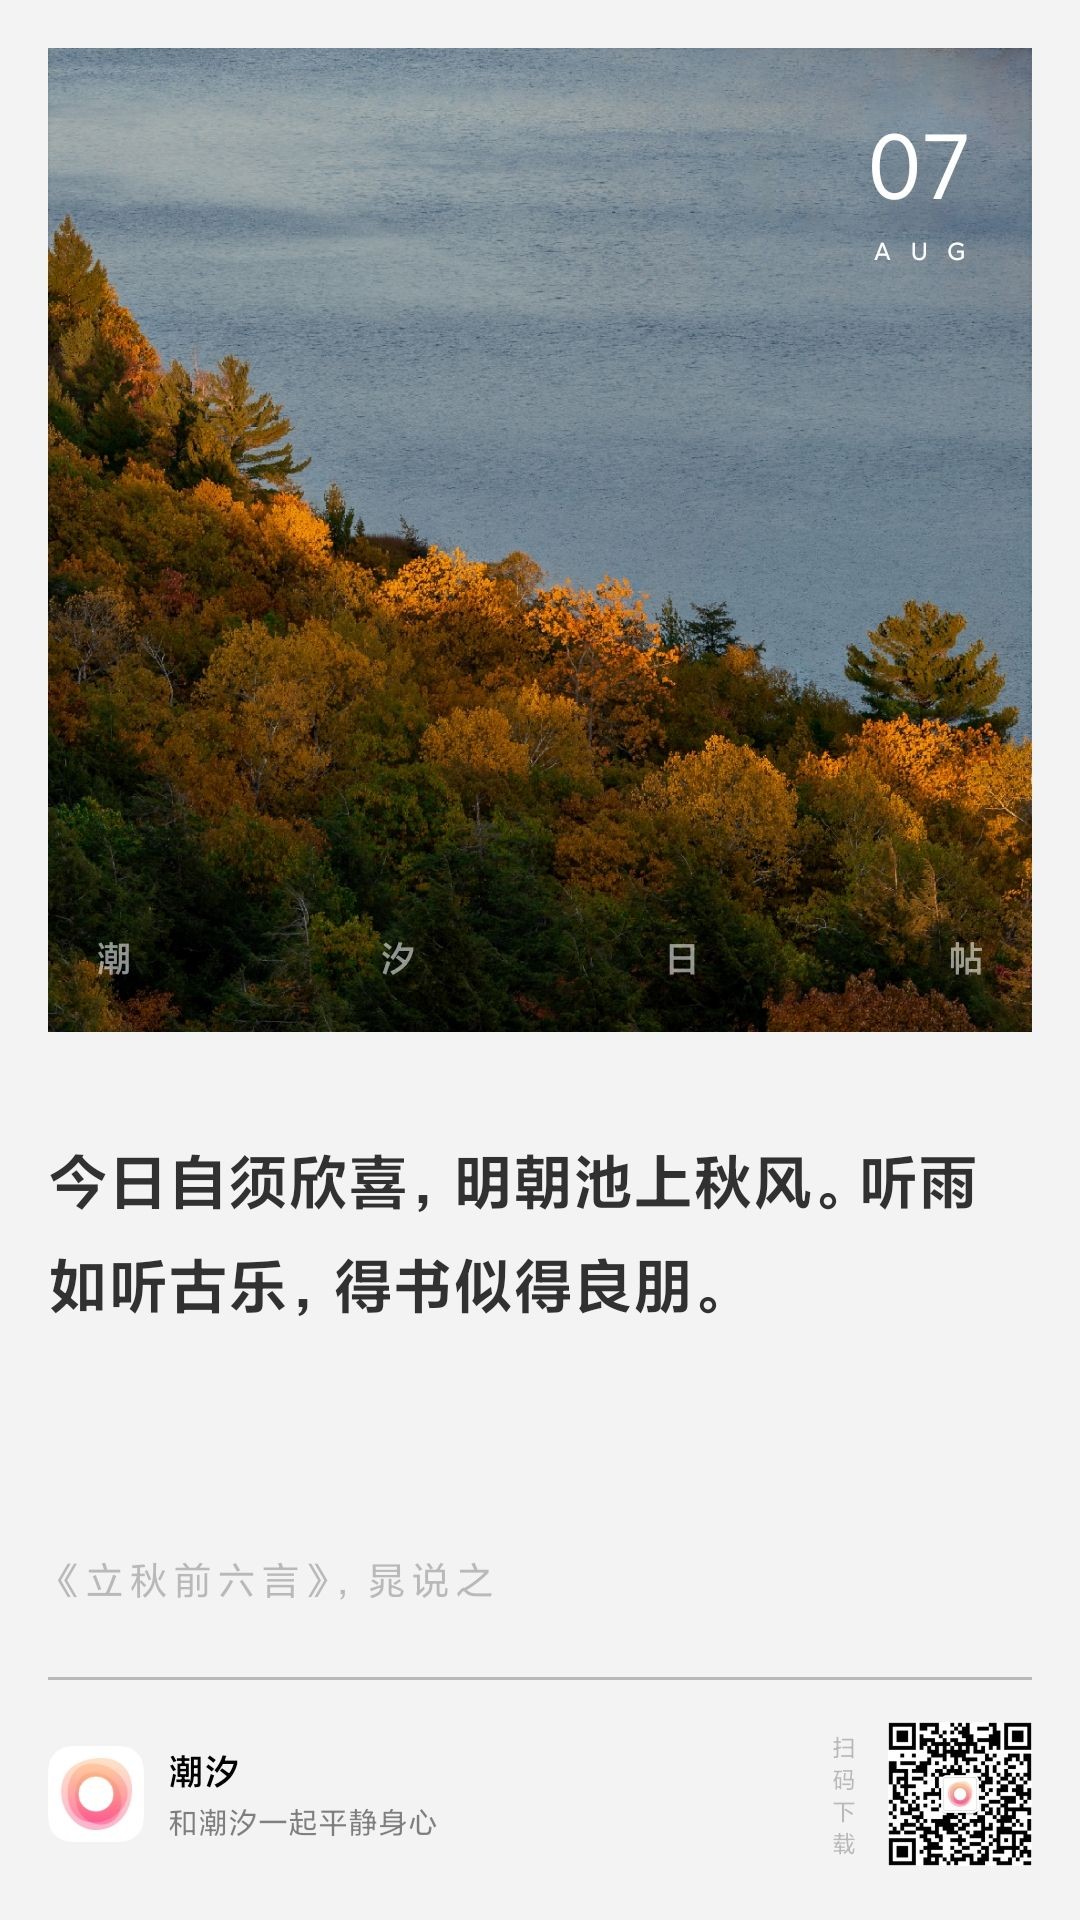 07
AUG
潮 汐 日 帖
今日自须欣喜，明朝池上秋风。听雨
如听古乐，得书似得良朋。
《立秋前六言》，晁说之
潮汐
和潮汐一起平静身心
扫码下载